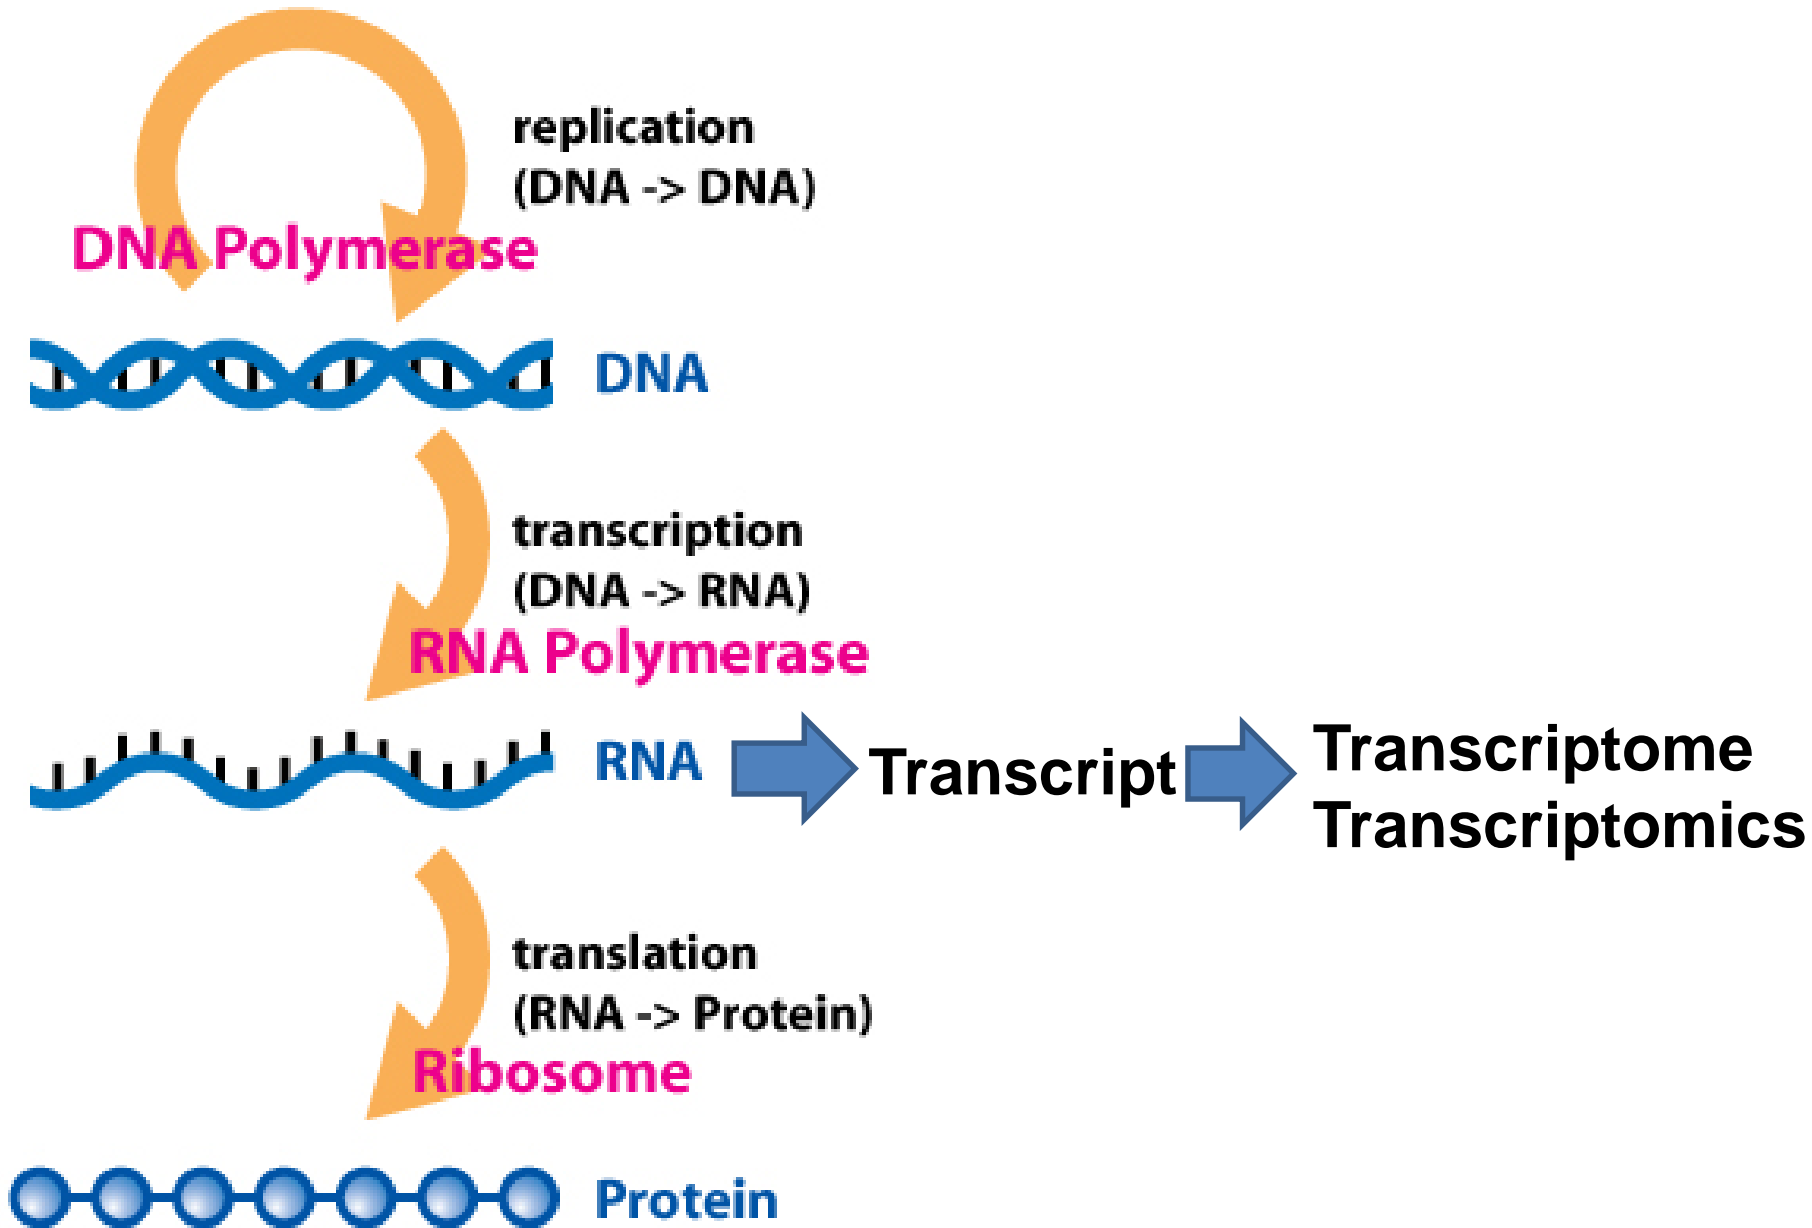 replication
(DNA -> DNA)
DNA Polymerase
DNA
transcription
(DNA -> RNA)
RNA Polymerase
RNA
Transcript
Transcriptome
Transcriptomics
translation
(RNA -> Protein)
Ribosome
Protein